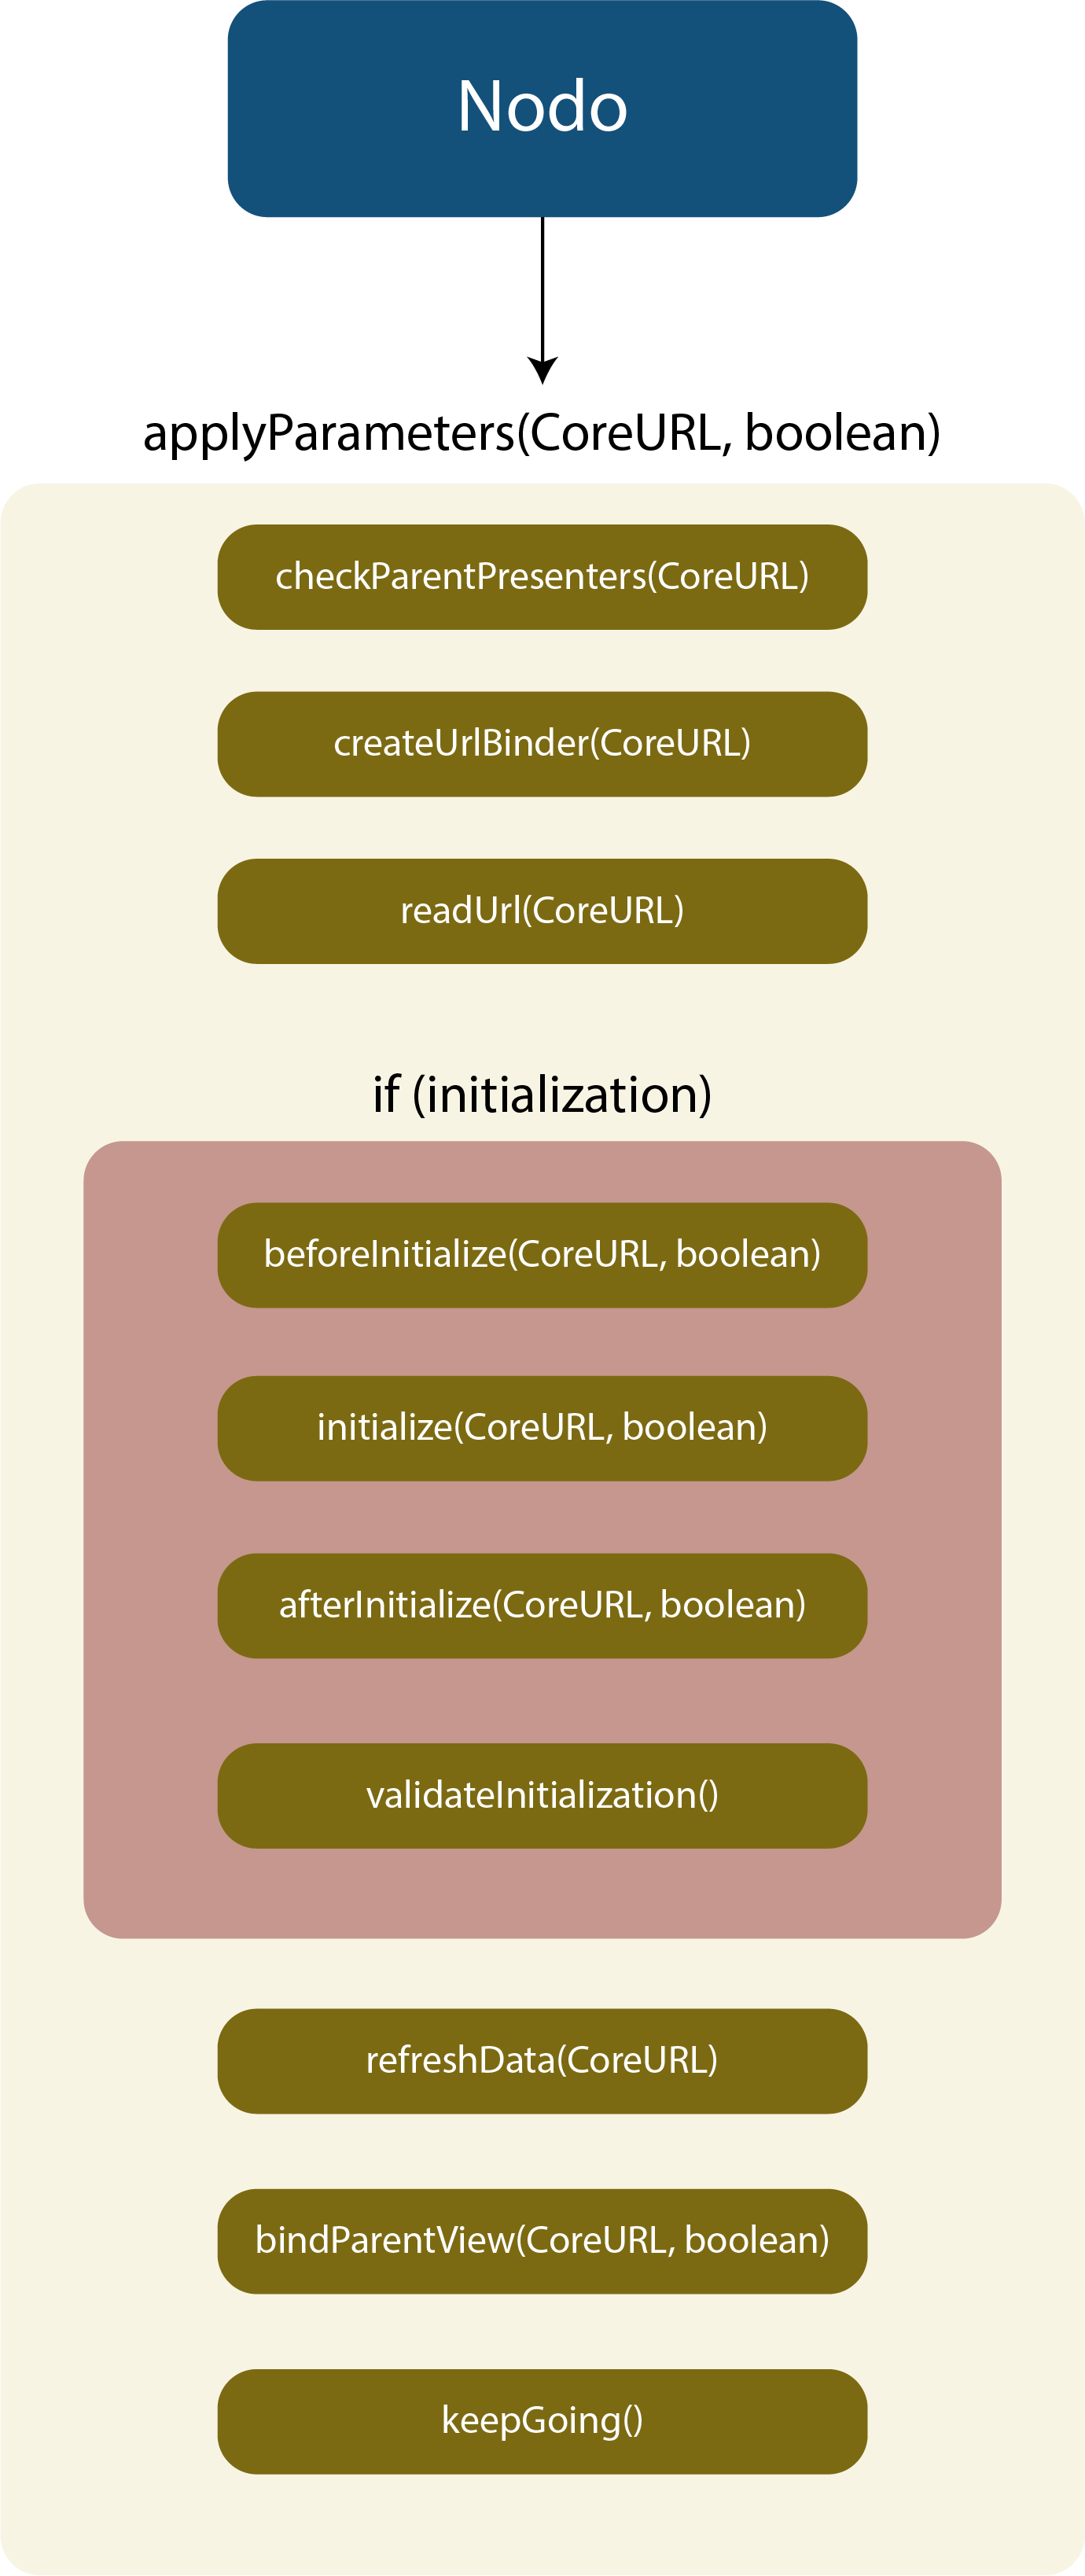 Nodo
applyParameters(CoreURL, boolean)
checkParentPresenters(CoreURL)
createUrlBinder(CoreURL)
readUrl(CoreURL)
if (initialization)
beforeInitialize(CoreURL, boolean)
initialize(CoreURL, boolean)
afterInitialize(CoreURL, boolean)
validateInitialization()
refreshData(CoreURL)
bindParentView(CoreURL, boolean)
keepGoing()